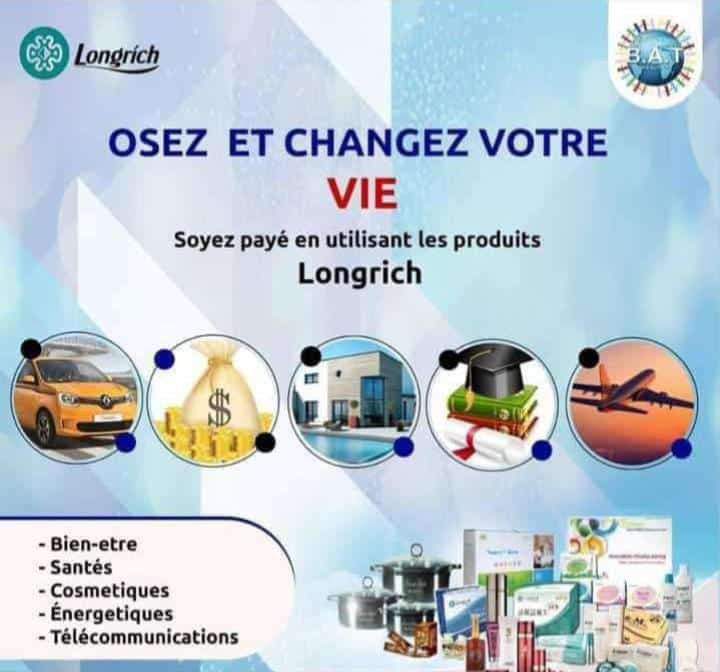 Longrich
B.A.T
OSEZ ET CHANGEZ VOTRE
VIE
Soyez payé en utilisant les produits
Longrich
$
- Bien-etre
- Santés
- Cosmetiques
- Énergetiques
- Télécommunications